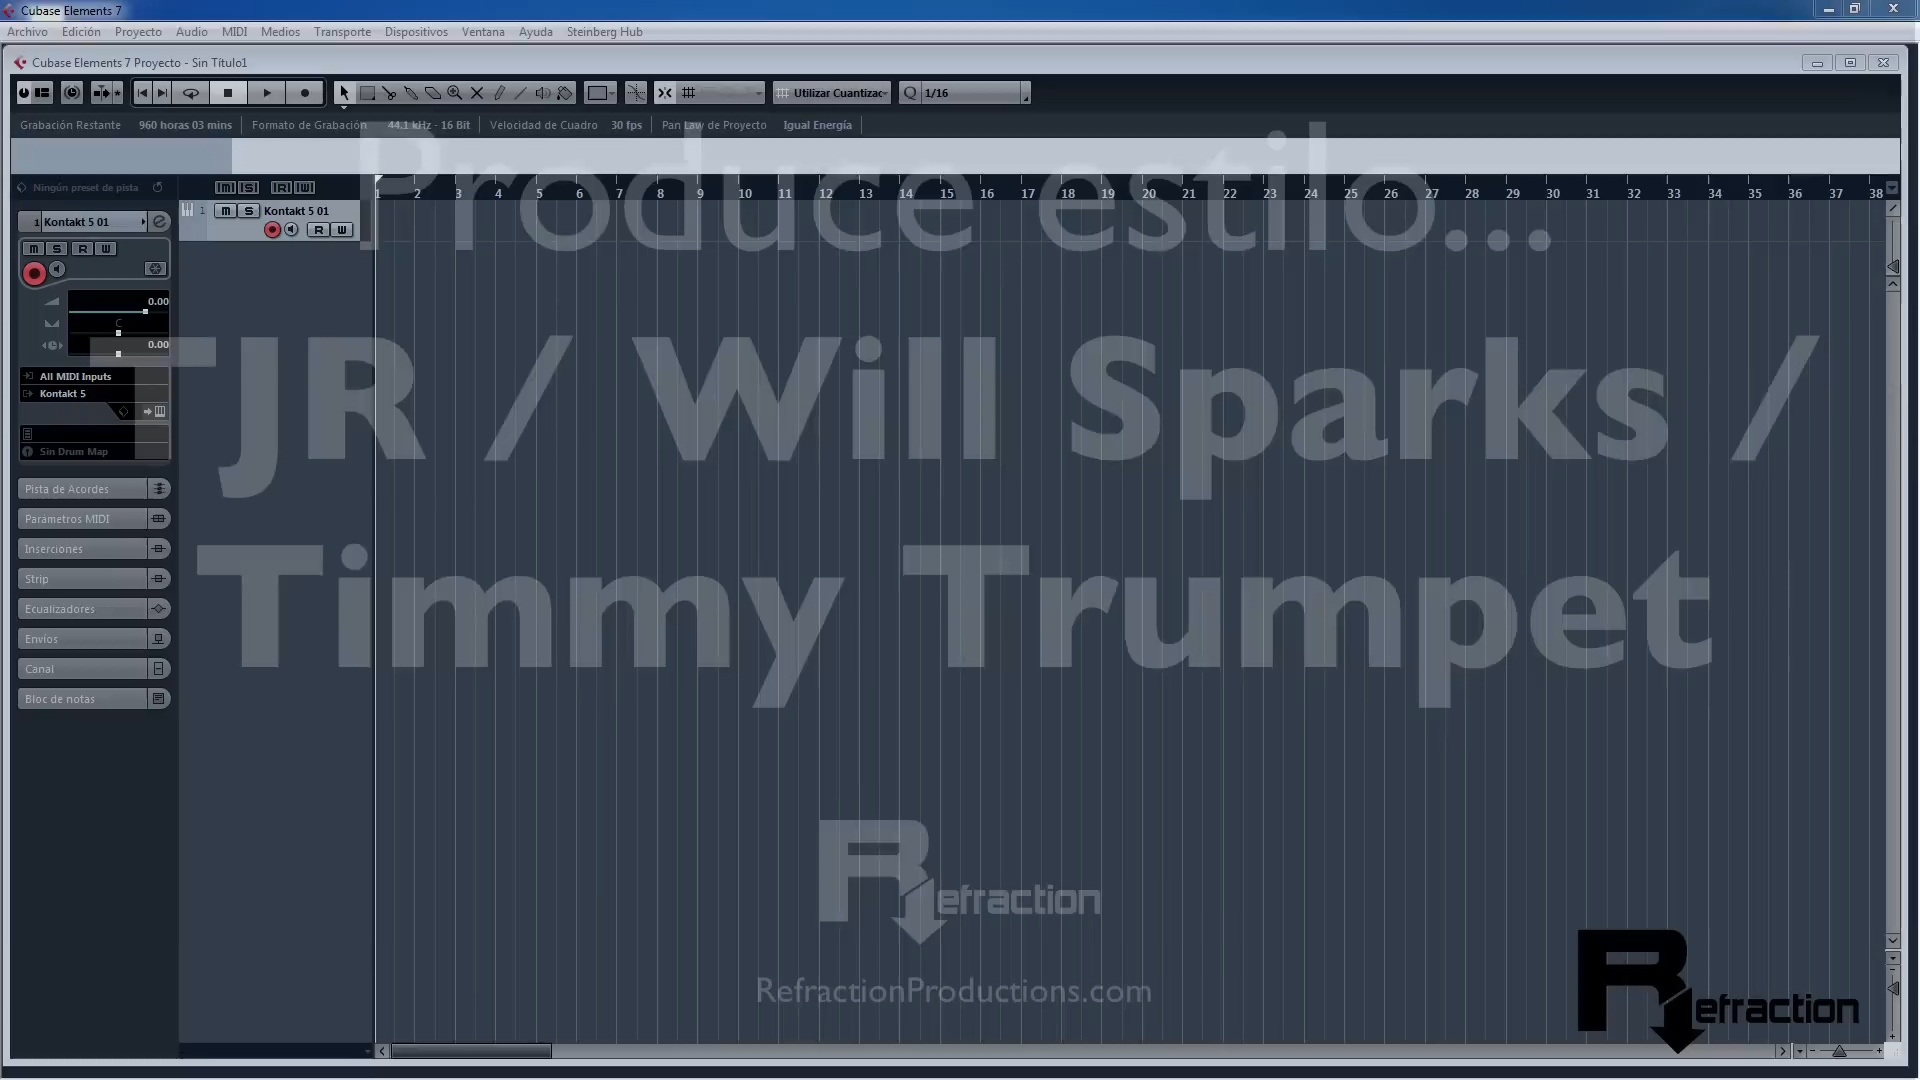 Cubase Elements 7
Archivo Edición Proyecto Audio MIDI Medios Transporte Dispositivos Ventana Ayuda Steinberg Hub
Cubase Elements 7 Proyecto - Sin Título1
Utilizar Cuantizac Q 1/16
Grabación Restante 960 horas 03 mins Formato de Grabación 44.1 kHz - 16 Bit Velocidad de Cuadro 30 fps Pan Law de Proyecto Igual Energía
Produce estilo...
TJR / Will Sparks /
Timmy Trumpet
Ningún preset de pista M S R W
1 2 3 4 5 6 7 8 9 10 11 12 13 14 15 16 17 18 19 20 21 22 23 24 25 26 27 28 29 30 31 32 33 34 35 36 37 38
1 Kontakt 5 01
M S R W
1 M S Kontakt 5 01
R W
0.00
C
0.00
All MIDI Inputs
Kontakt 5
Sin Drum Map
Pista de Acordes
Parámetros MIDI
Inserciones
Strip
Ecualizadores
Envíos
Canal
Bloc de notas
Refraction
RefractionProductions.com
Refraction